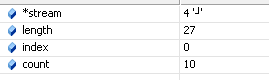 *stream 4 '┘'
length 27
index 0
count 10